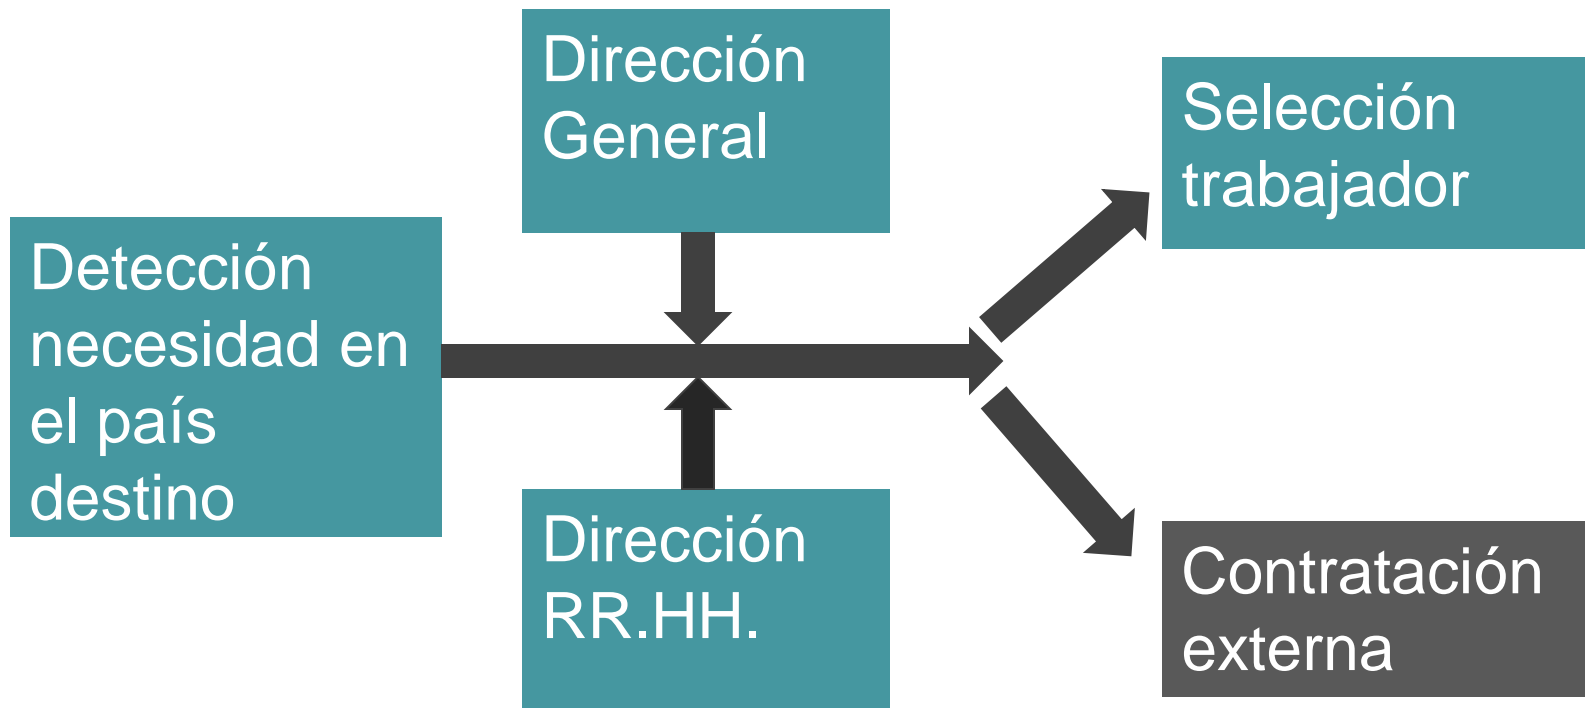 Detección
necesidad en
el país
destino
Dirección
General
Dirección
RR.HH.
Selección
trabajador
Contratación
externa